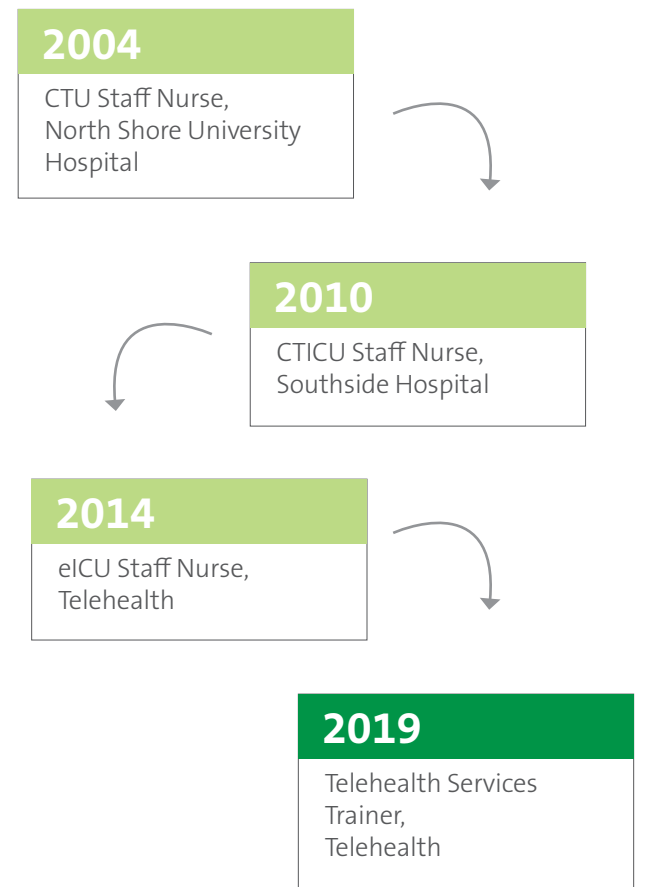 2004
CTU Staff Nurse,
North Shore University
Hospital
2010
CTICU Staff Nurse,
Southside Hospital
2014
eICU Staff Nurse,
Telehealth
2019
Telehealth Services
Trainer,
Telehealth